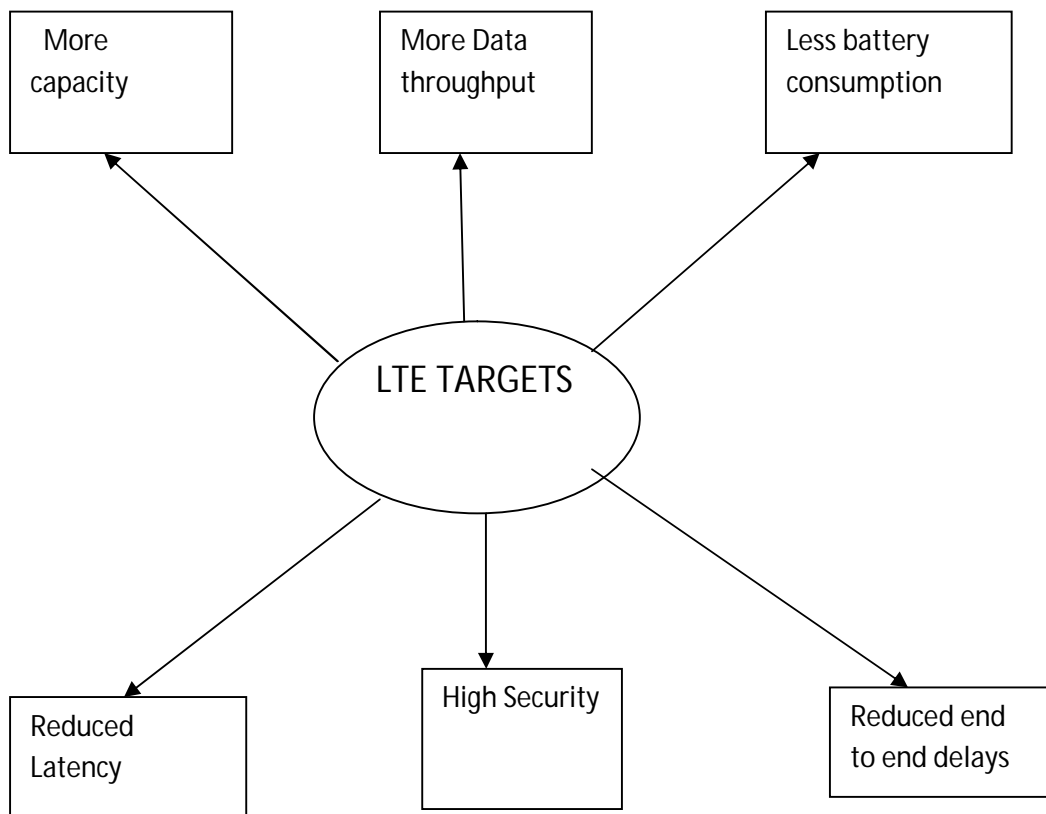 More
capacity
More Data
throughput
Less battery
consumption
LTE TARGETS
Reduced
Latency
High Security
Reduced end
to end delays